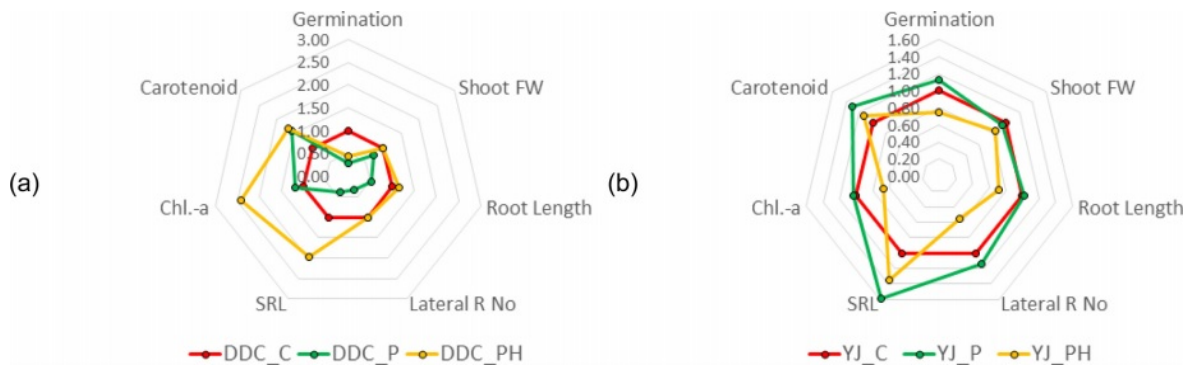 (a)
Germination
3.00
2.50
2.00
1.50
1.00
0.50
0.00
Shoot FW
Root Length
Lateral R No
SRL
Chl.-a
Carotenoid
DDC_C DDC_P DDC_PH
(b)
Germination
1.60
1.40
1.20
1.00
0.80
0.60
0.40
0.20
0.00
Shoot FW
Root Length
Lateral R No
SRL
Chl.-a
Carotenoid
YJ_C YJ_P YJ_PH